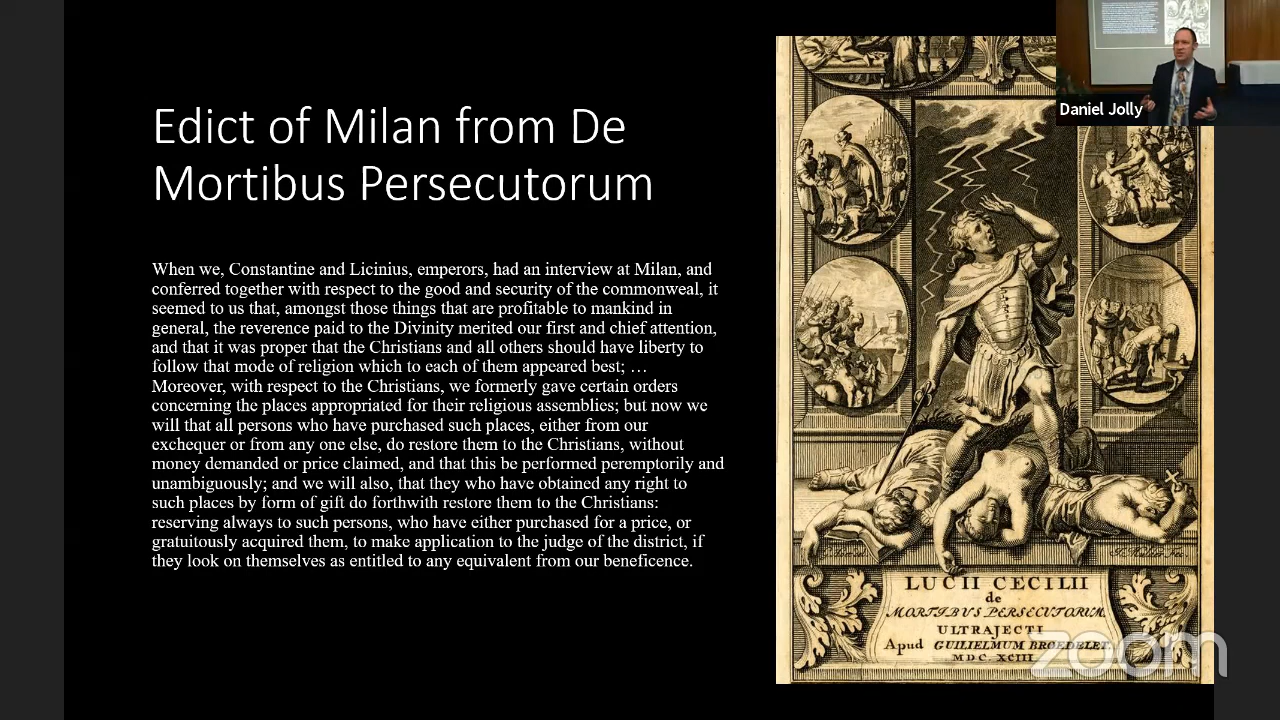 Edict of Milan from De
Mortibus Persecutorum
When we, Constantine and Licinius, emperors, had an interview at Milan, and
conferred together with respect to the good and security of the commonweal, it
seemed to us that, amongst those things that are profitable to mankind in
general, the reverence paid to the Divinity merited our first and chief attention,
and that it was proper that the Christians and all others should have liberty to
follow that mode of religion which to each of them appeared best; …
Moreover, with respect to the Christians, we formerly gave certain orders
concerning the places appropriated for their religious assemblies; but now we
will that all persons who have purchased such places, either from our
exchequer or from any one else, do restore them to the Christians, without
money demanded or price claimed, and that this be performed peremptorily and
unambiguously; and we will also, that they who have obtained any right to
such places by form of gift do forthwith restore them to the Christians:
reserving always to such persons, who have either purchased for a price, or
gratuitously acquired them, to make application to the judge of the district, if
they look on themselves as entitled to any equivalent from our beneficence.
Daniel Jolly
LUCII CECILII
de
MORTIBUS PERSECUTORUM
ULTRAJECTI
Apud GUILIELMUM BROEDELET,
MDC. XCIII
zoom